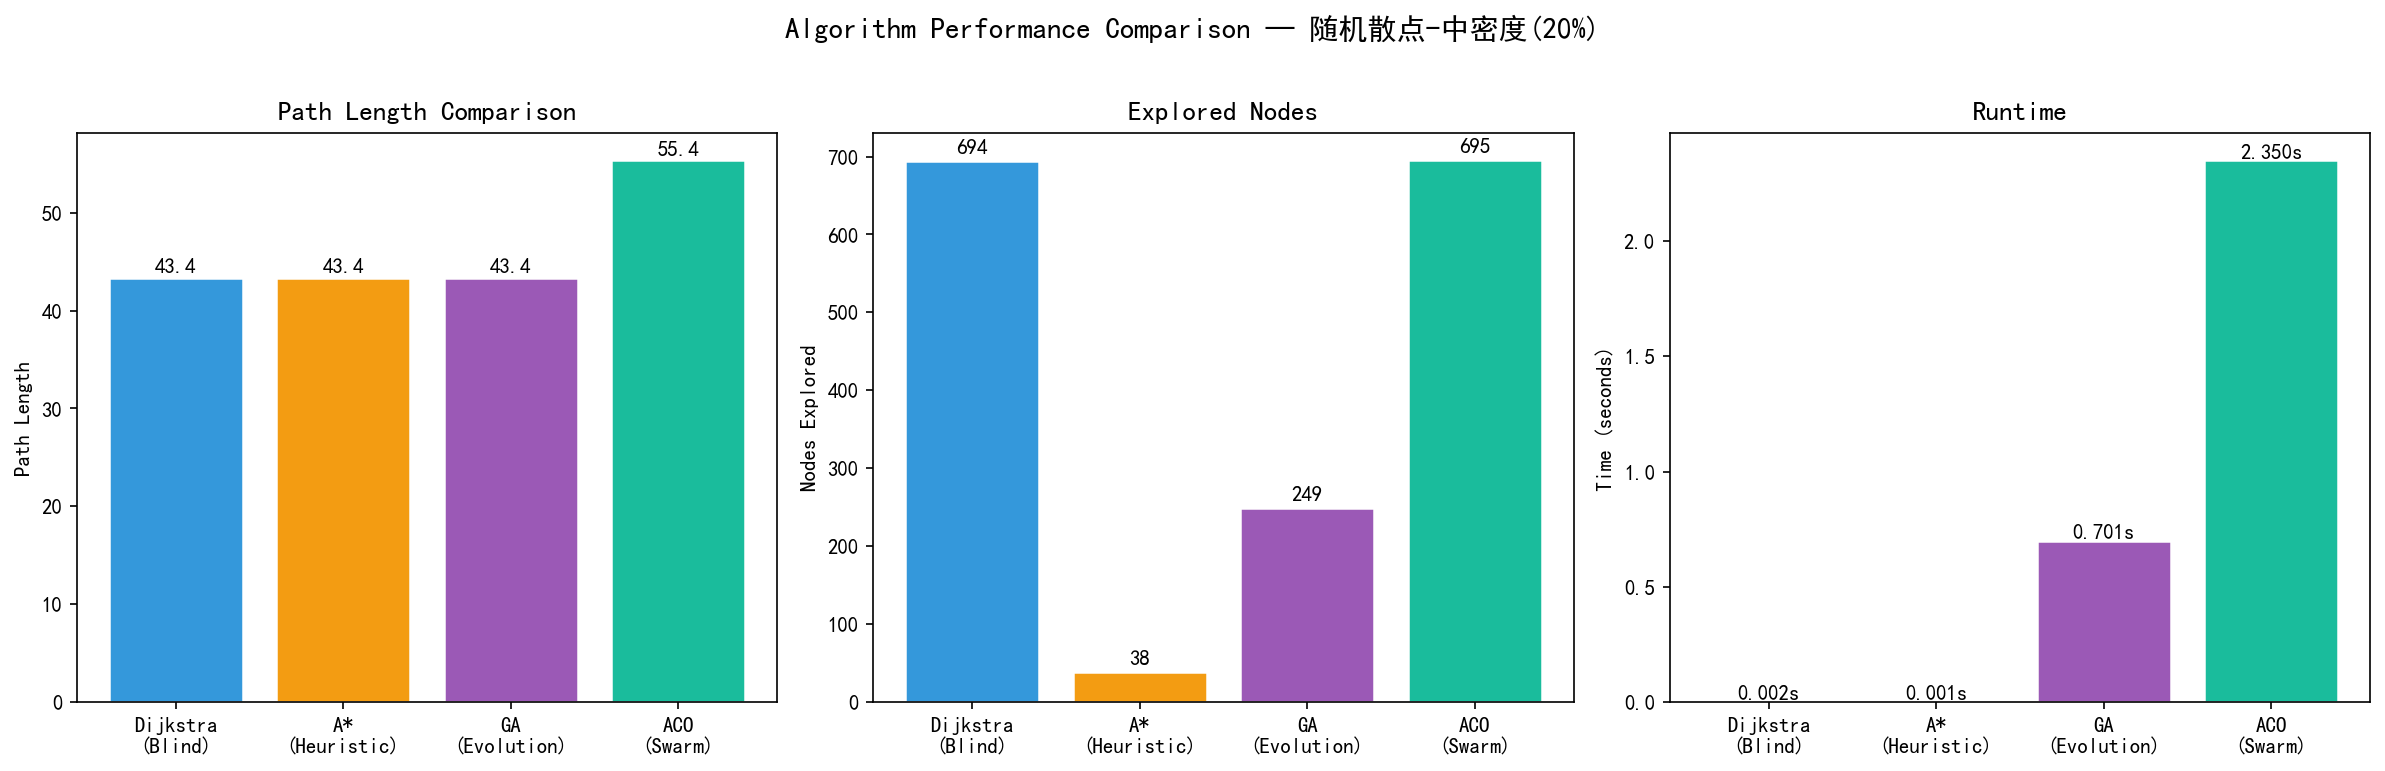 Algorithm Performance Comparison —— 随机散点-中密度(20%)
Path Length Comparison
Path Length
0
10
20
30
40
50
43.4
43.4
43.4
55.4
Dijkstra
(Blind)
A*
(Heuristic)
GA
(Evolution)
ACO
(Swarm)
Explored Nodes
Nodes Explored
0
100
200
300
400
500
600
700
694
38
249
695
Dijkstra
(Blind)
A*
(Heuristic)
GA
(Evolution)
ACO
(Swarm)
Runtime
Time (seconds)
0.0
0.5
1.0
1.5
2.0
0.002s
0.001s
0.701s
2.350s
Dijkstra
(Blind)
A*
(Heuristic)
GA
(Evolution)
ACO
(Swarm)